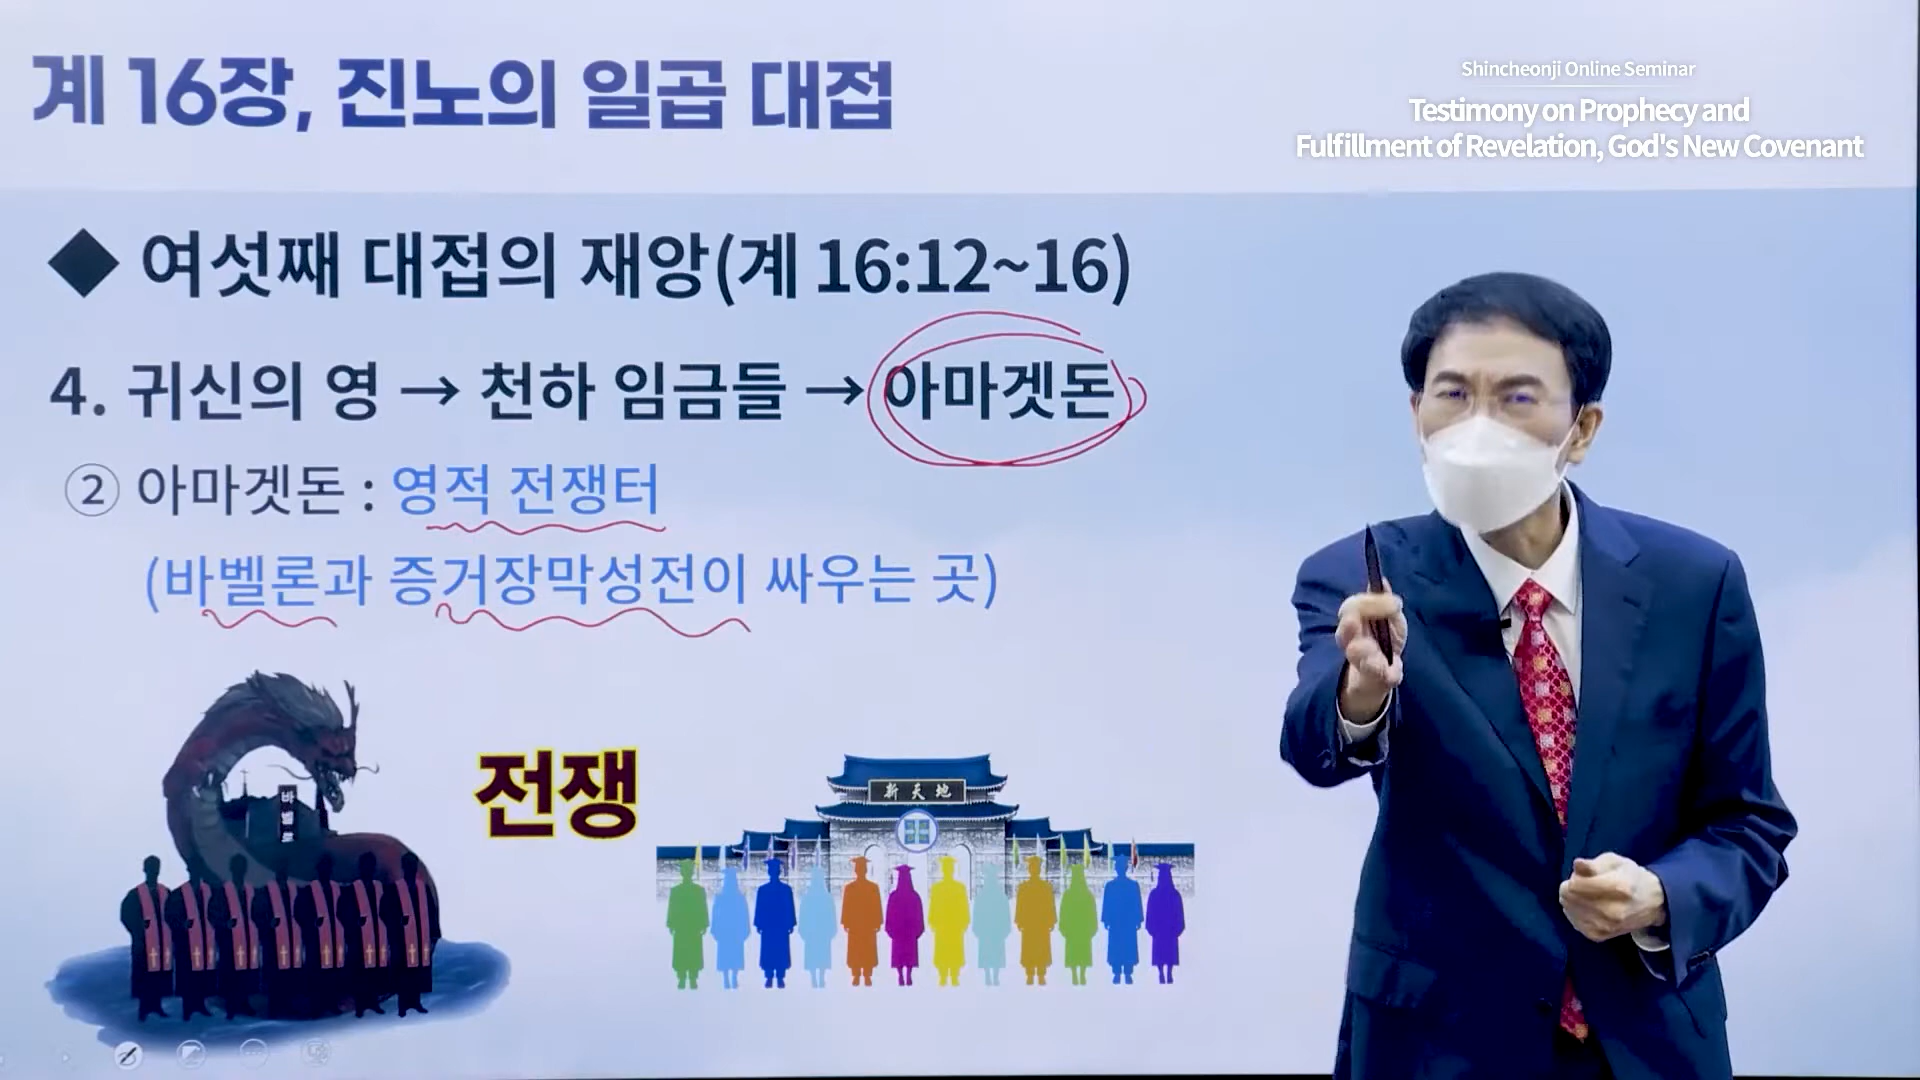 계 16장, 진노의 일곱 대접
Shincheonji Online Seminar
Testimony on Prophecy and
Fulfillment of Revelation, God's New Covenant
◆ 여섯째 대접의 재앙(계 16:12~16)
4. 귀신의 영 → 천하 임금들 → 아마겟돈
② 아마겟돈 : 영적 전쟁터
(바벨론과 증거장막성전이 싸우는 곳)
전쟁
新天地
바벨론